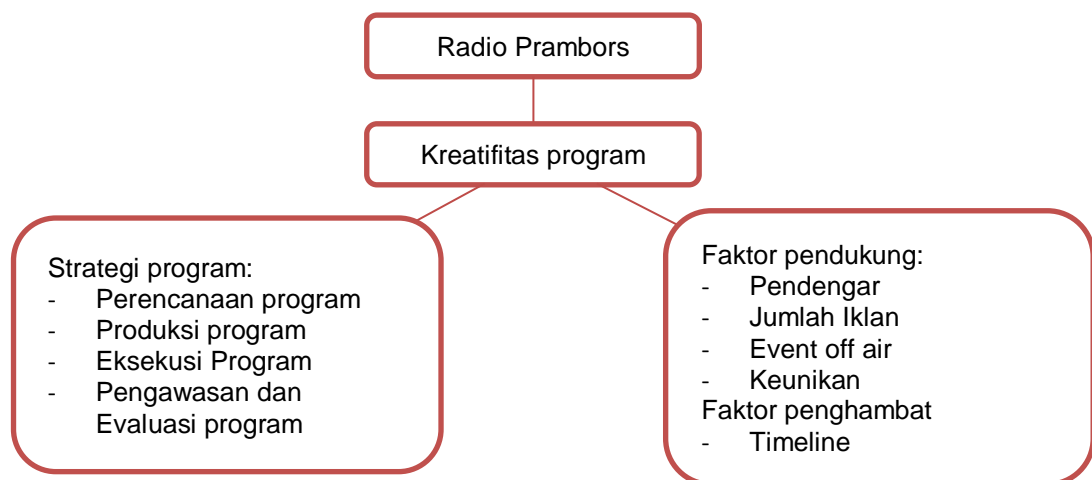 Radio Prambors
Kreatifitas program
Strategi program:
- Perencanaan program
- Produksi program
- Eksekusi Program
- Pengawasan dan
Evaluasi program
Faktor pendukung:
- Pendengar
- Jumlah Iklan
- Event off air
- Keunikan
Faktor penghambat
- Timeline